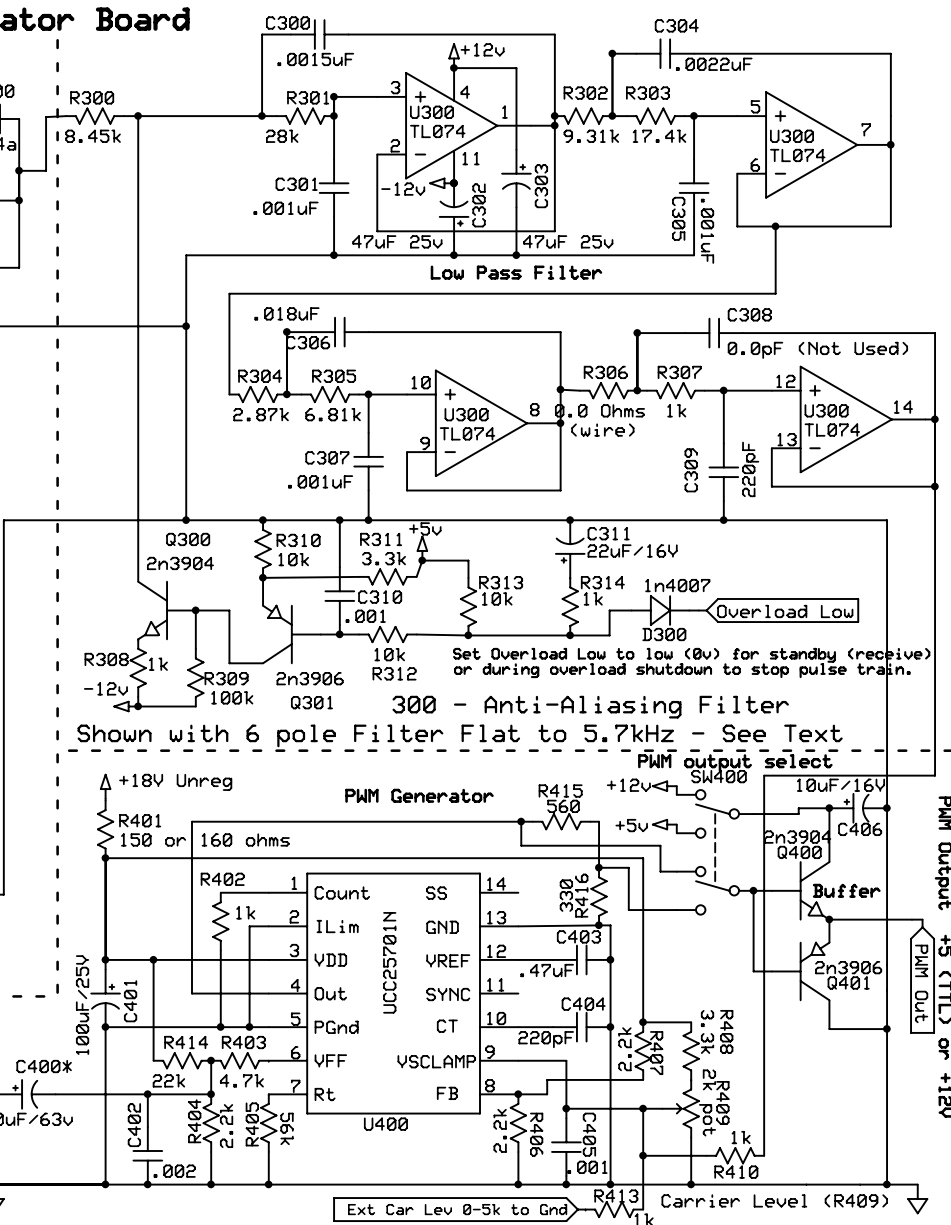 ator Board
C300
.0015uF
+12v
C304
.0022uF
R300
8.45k
R301
28k
3
+
4
U300
TL074
1
2
−
11
-12v
C301
.001uF
C302
C303
47uF 25v
47uF 25v
R302
9.31k
R303
17.4k
5
+
U300
TL074
7
6
−
C305
.001uF
4a
Low Pass Filter
.018uF
C306
C308
0.0pF (Not Used)
R304
2.87k
R305
6.81k
10
+
U300
TL074
8
9
−
R306
0.0 Ohms
(wire)
R307
1k
12
+
U300
TL074
14
13
−
C307
.001uF
C309
220pF
Q300
2n3904
R310
10k
R311
3.3k
+5v
C311
22uF/16V
C310
.001
R313
10k
R314
1k
1n4007
D300
Overload Low
R308
1k
-12v
R309
100k
2n3906
Q301
10k
R312
Set Overload Low to low (0v) for standby (receive)
or during overload shutdown to stop pulse train.
300 - Anti-Aliasing Filter
Shown with 6 pole Filter Flat to 5.7kHz - See Text
PWM output select
+18V Unreg
PWM Generator
R415
560
+12v
SW400
10uF/16V
+
C406
R401
150 or 160 ohms
+5v
2n3904
Q400
R402
1k
330
R416
Buffer
1 Count
2 ILim
3 VDD
4 Out
5 PGnd
6 VFF
7 Rt
UCC25701N
SS 14
GND 13
VREF 12
SYNC 11
CT 10
VSCLAMP 9
FB 8
U400
C403
.47uF
C404
220pF
2n3906
Q401
PWM Out
PWM Output +5 (TTL) or +12V
100uF/25V
+
C401
R414
22k
R403
4.7k
C400*
+
0uF/63v
C402
.002
R404
2.2k
R405
56k
2.2k
R406
C405
.001
2.2k
R407
R408
3.3k
R409
2k pot
1k
R410
Ext Car Lev 0-5k to Gnd
R413
1k
Carrier Level (R409)